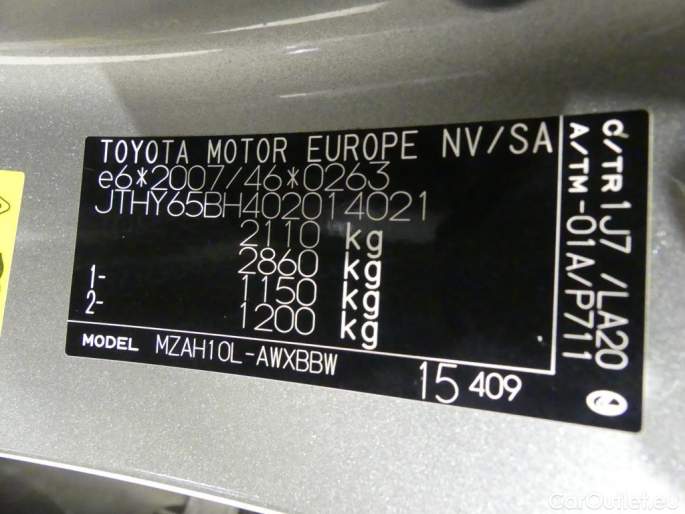 TOYOTA MOTOR EUROPE NV/SA
e6*2007/46*0263
JTHY65BH402014021
2110 kg
2860 kg
1- 1150 kg
2- 1200 kg
MODEL MZAH10L-AWXBBW
15 409
C/TR 1J7 /LA20
A/TM -01A/P711
CarOutlet.eu